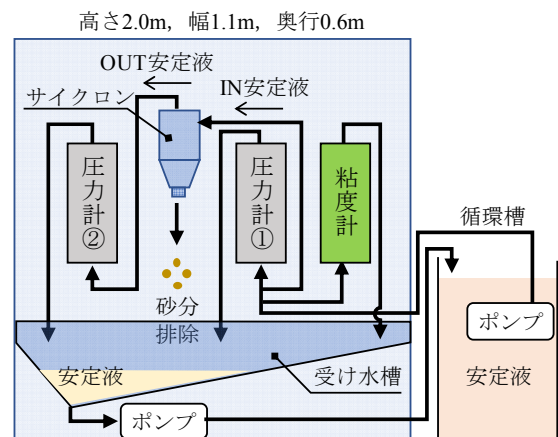 高さ2.0m，幅1.1m，奥行0.6m
OUT安定液
IN安定液
サイクロン
圧力計②
圧力計①
粘度計
循環槽
砂分
排除
ポンプ
安定液
受け水槽
安定液
ポンプ